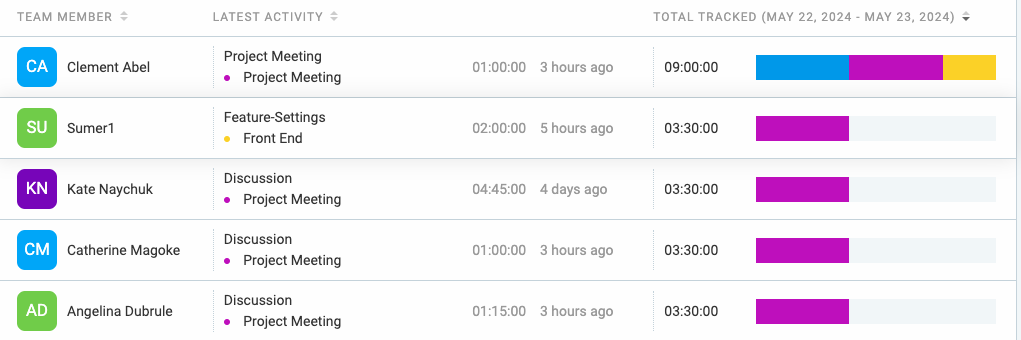 TEAM MEMBER LATEST ACTIVITY TOTAL TRACKED (MAY 22, 2024 - MAY 23, 2024)
Project Meeting
CA Clement Abel 01:00:00 3 hours ago 09:00:00
Project Meeting
Feature-Settings
SU Sumer1 02:00:00 5 hours ago 03:30:00
Front End
Discussion
KN Kate Naychuk 04:45:00 4 days ago 03:30:00
Project Meeting
Discussion
CM Catherine Magoke 01:00:00 3 hours ago 03:30:00
Project Meeting
Discussion
AD Angelina Dubrule 01:15:00 3 hours ago 03:30:00
Project Meeting